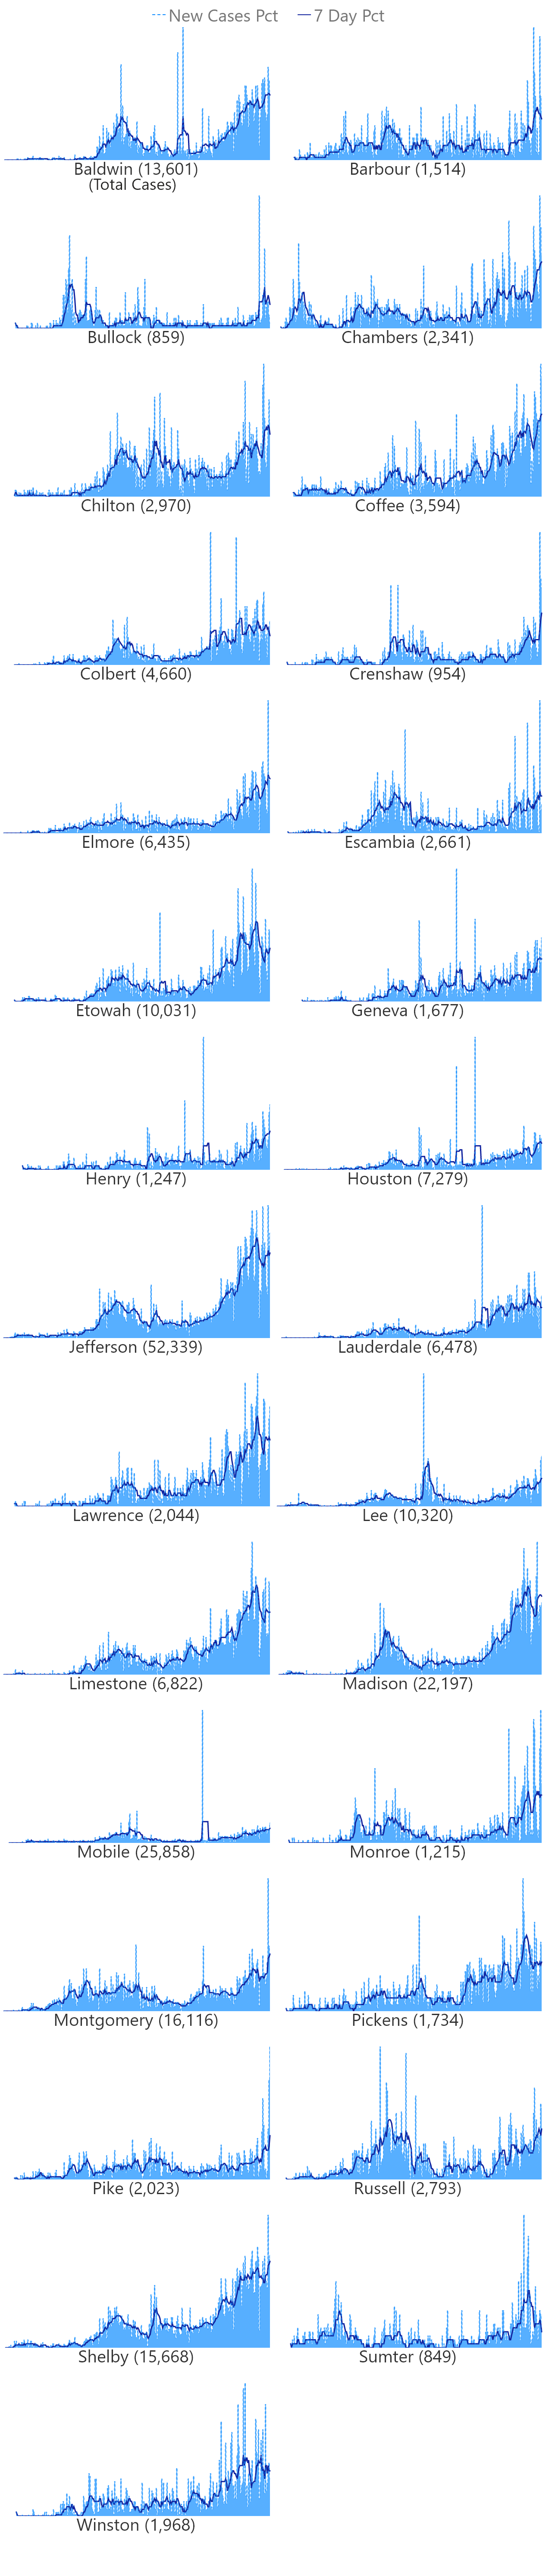 New Cases Pct 7 Day Pct
Baldwin (13,601)
(Total Cases)
Barbour (1,514)
Bullock (859)
Chambers (2,341)
Chilton (2,970)
Coffee (3,594)
Colbert (4,660)
Crenshaw (954)
Elmore (6,435)
Escambia (2,661)
Etowah (10,031)
Geneva (1,677)
Henry (1,247)
Houston (7,279)
Jefferson (52,339)
Lauderdale (6,478)
Lawrence (2,044)
Lee (10,320)
Limestone (6,822)
Madison (22,197)
Mobile (25,858)
Monroe (1,215)
Montgomery (16,116)
Pickens (1,734)
Pike (2,023)
Russell (2,793)
Shelby (15,668)
Sumter (849)
Winston (1,968)